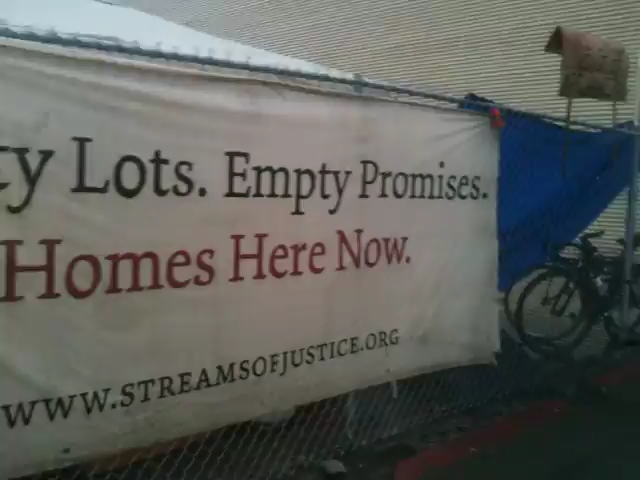 Lots. Empty Promises.
Homes Here Now.
WWW.STREAMSOFJUSTICE.ORG